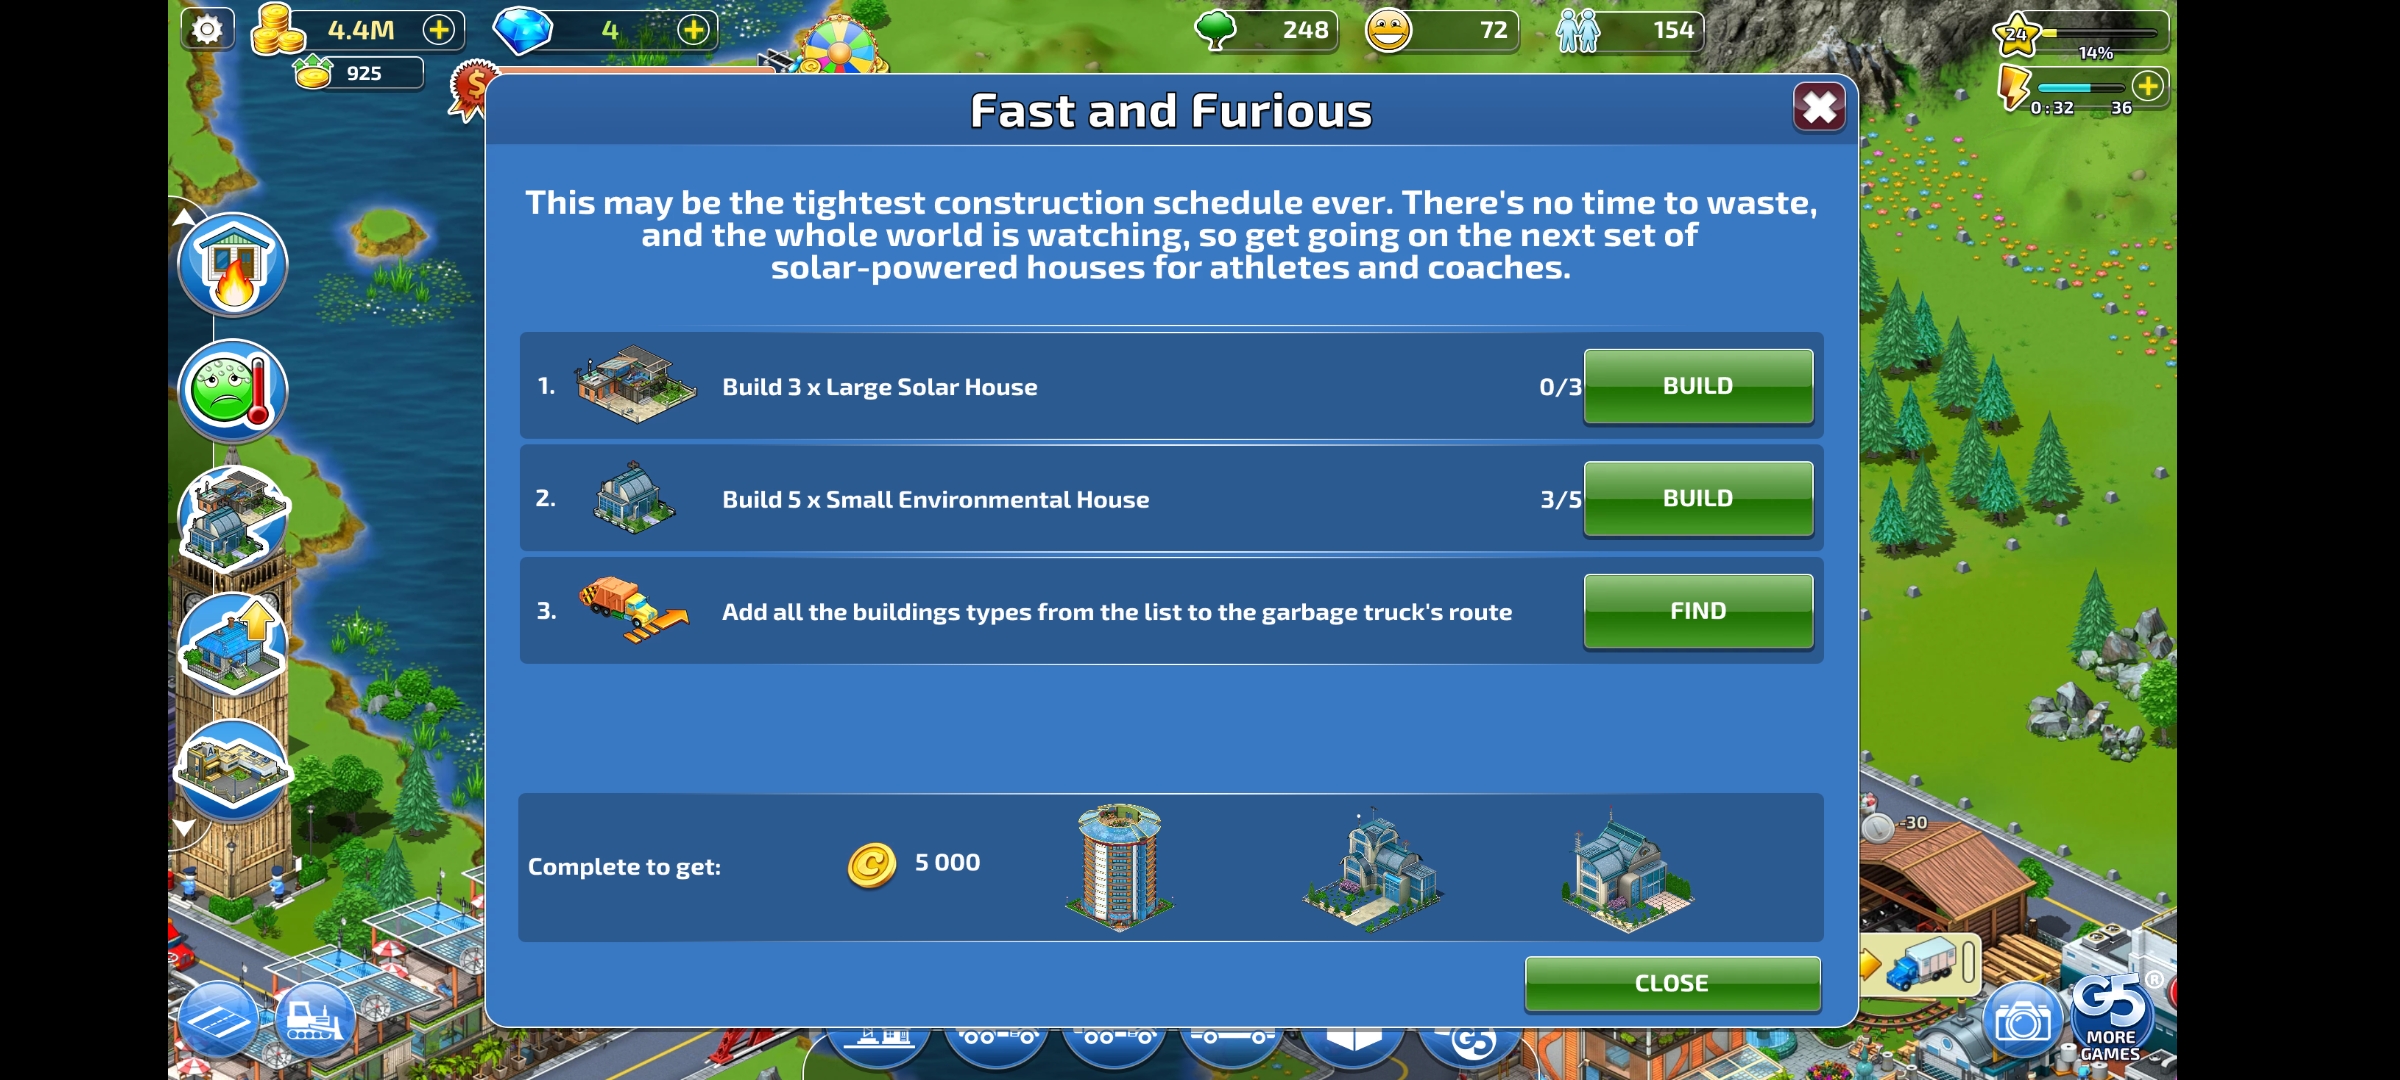 4.4M
4
248
72
154
24
14%
925
0:32
36
Fast and Furious
This may be the tightest construction schedule ever. There's no time to waste,
and the whole world is watching, so get going on the next set of
solar-powered houses for athletes and coaches.
1.
Build 3 x Large Solar House
0/3
BUILD
2.
Build 5 x Small Environmental House
3/5
BUILD
3.
Add all the buildings types from the list to the garbage truck's route
FIND
-30
Complete to get:
5 000
CLOSE
G5
®
MORE
GAMES
G5